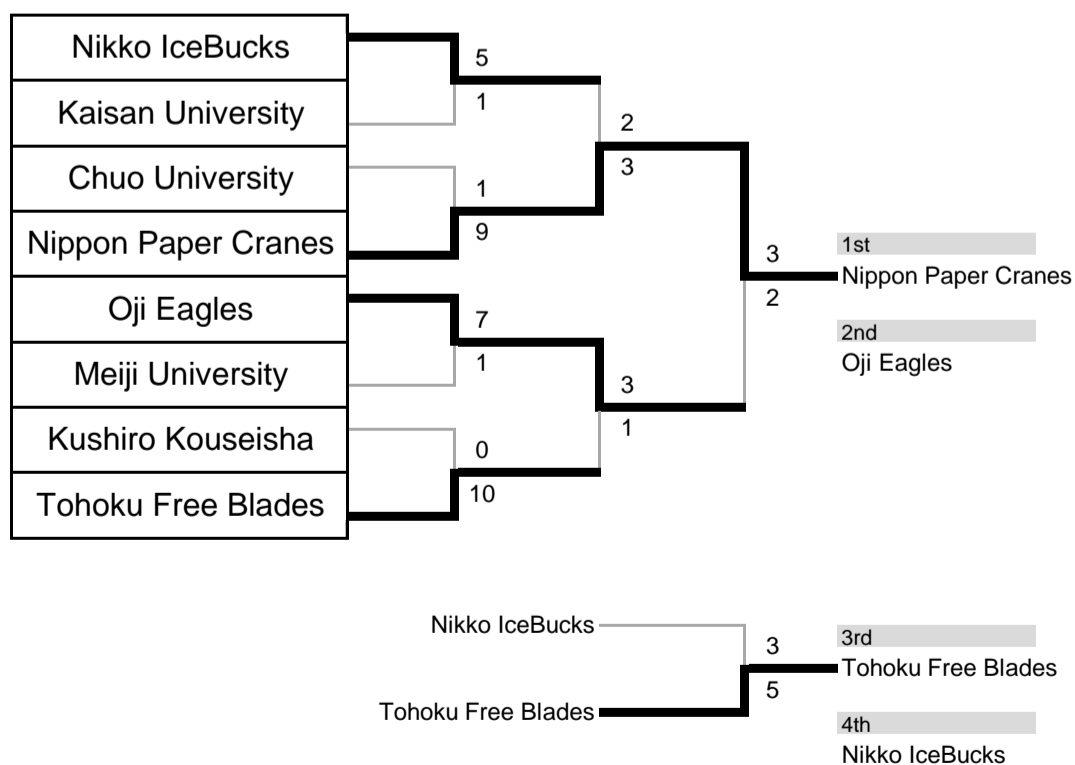 Nikko IceBucks
Kaisan University
Chuo University
Nippon Paper Cranes
Oji Eagles
Meiji University
Kushiro Kouseisha
Tohoku Free Blades
5
1
1
9
7
1
0
10
2
3
3
1
3
2
1st
Nippon Paper Cranes
2nd
Oji Eagles
Nikko IceBucks
Tohoku Free Blades
3
5
3rd
Tohoku Free Blades
4th
Nikko IceBucks